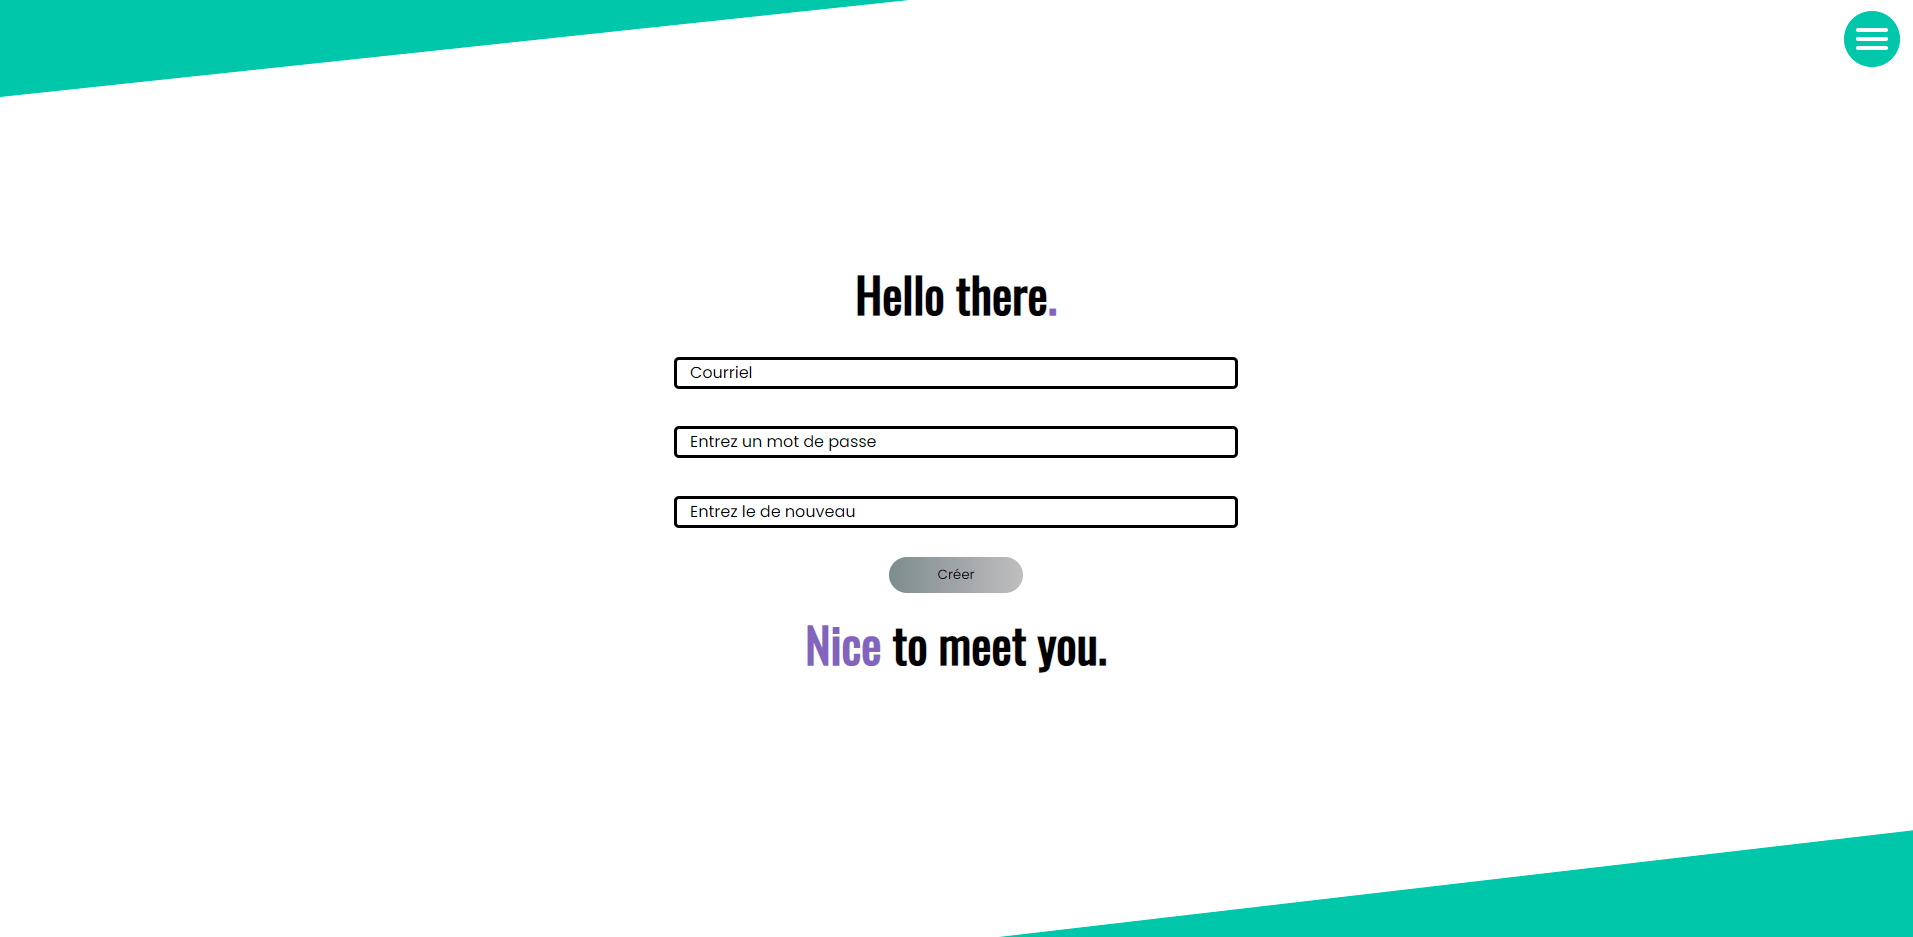 Hello there.
Courriel
Entrez un mot de passe
Entrez le de nouveau
Créer
Nice to meet you.